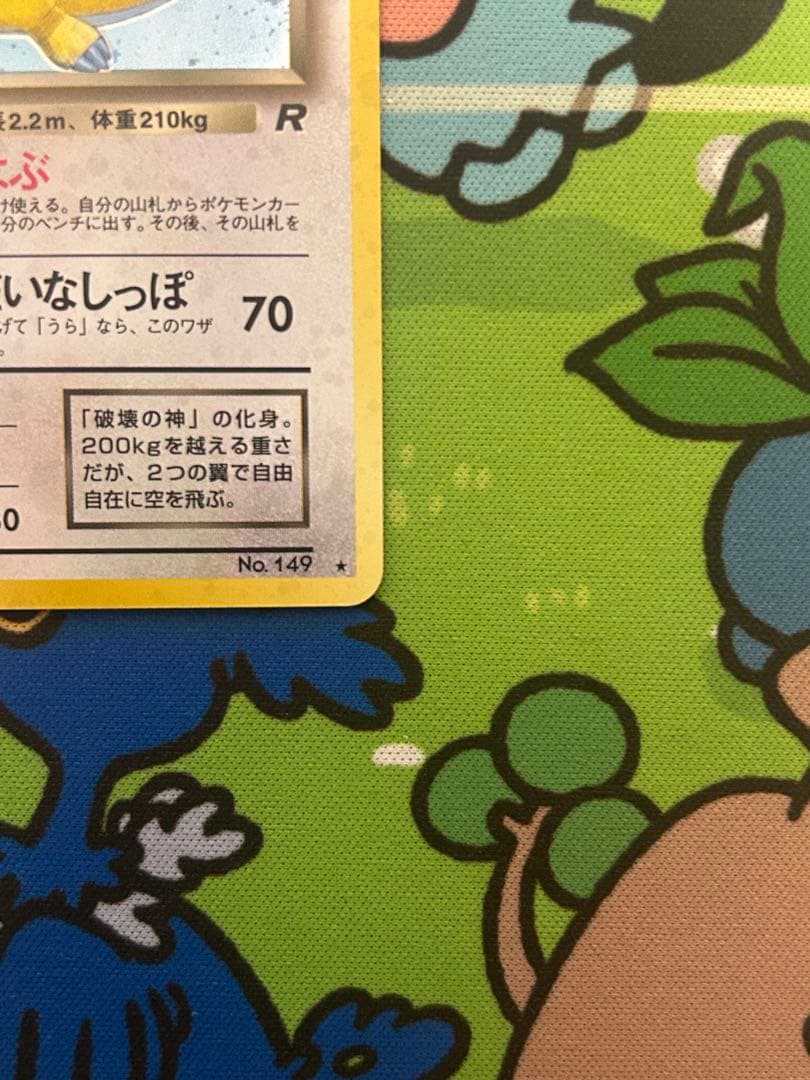 長2.2m、体重210kg R
よぶ
け使える。自分の山札からポケモンカー
分のベンチに出す。その後、その山札を
いなしっぽ 70
げて「うら」なら、このワザ
。
「破壊の神」の化身。
200kgを越える重さ
だが、2つの翼で自由
自在に空を飛ぶ。
0
No. 149 ★